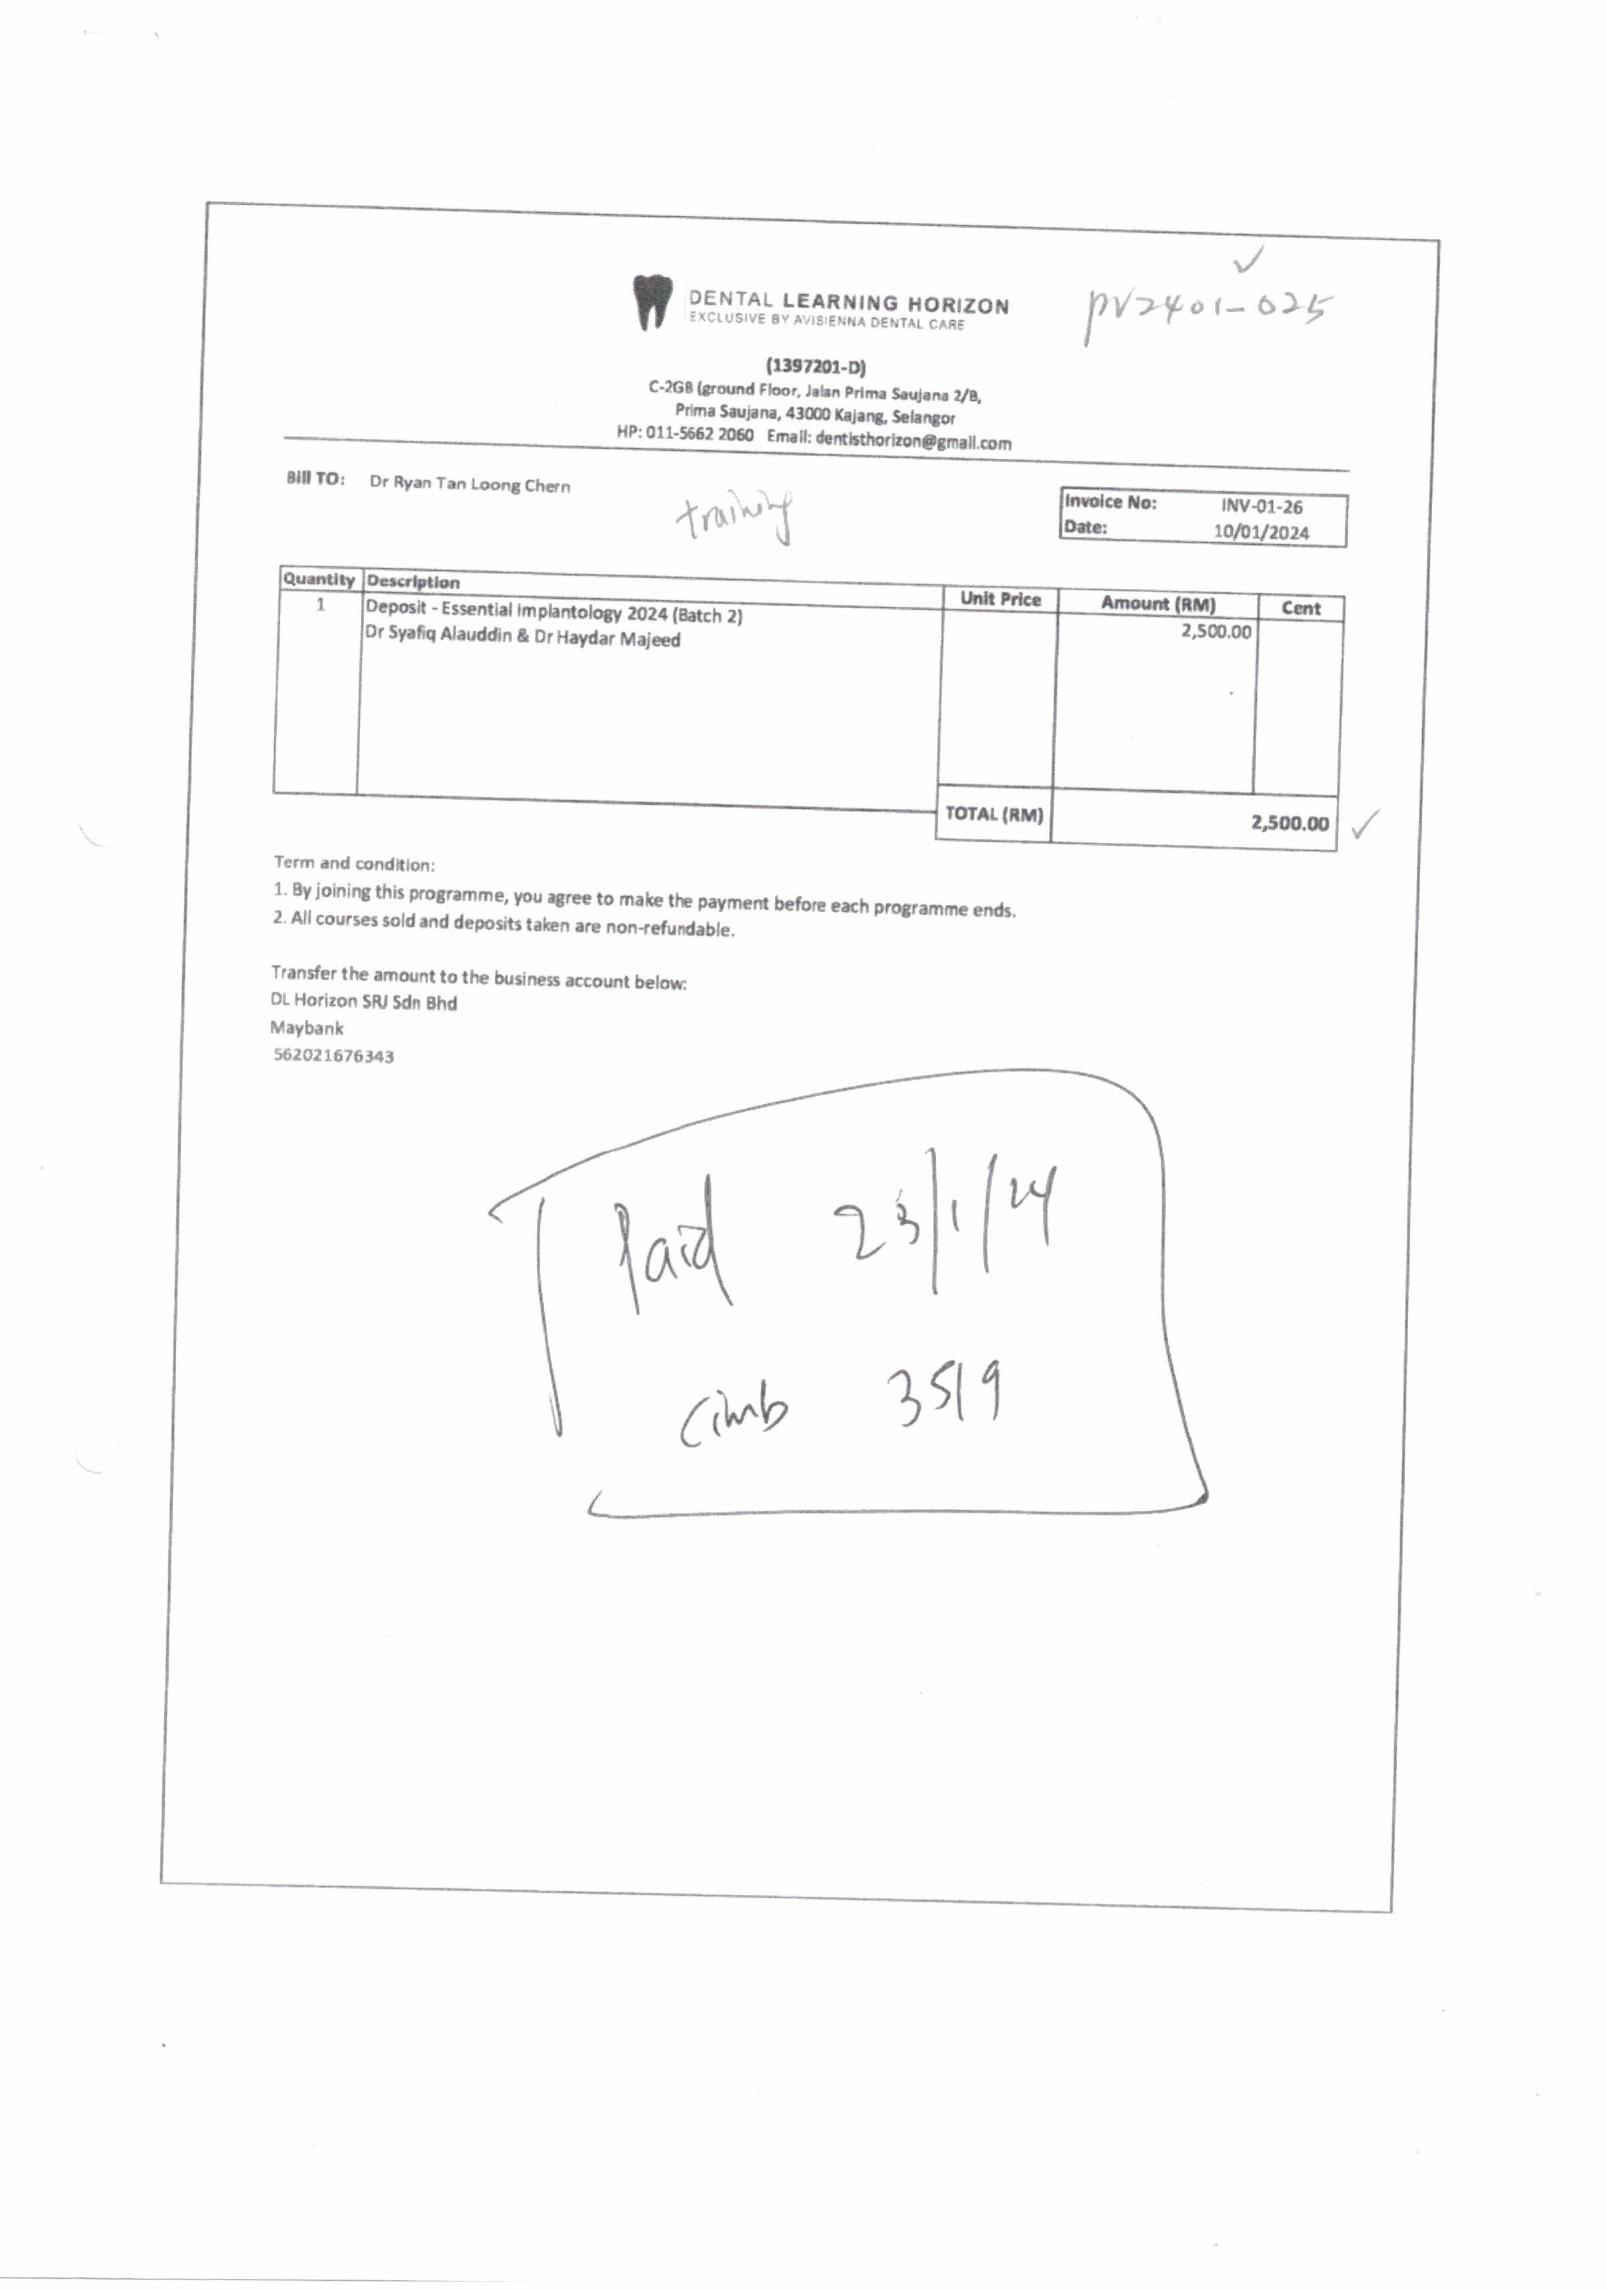 DENTAL LEARNING HORIZON
EXCLUSIVE BY AVISIENNA DENTAL CARE
PV2401-025
(1397201-D)
C-2GB (ground Floor, Jalan Prima Saujana 2/B,
Prima Saujana, 43000 Kajang, Selangor
HP: 011-5662 2060 Email: dentisthorizon@gmail.com
Bill TO: Dr Ryan Tan Loong Chern
training
Invoice No: INV-01-26
Date: 10/01/2024
Quantity Description Unit Price Amount (RM) Cent
1 Deposit - Essential Implantology 2024 (Batch 2) 2,500.00
Dr Syafiq Alauddin & Dr Haydar Majeed
TOTAL (RM) 2,500.00
Term and condition:
1. By joining this programme, you agree to make the payment before each programme ends.
2. All courses sold and deposits taken are non-refundable.
Transfer the amount to the business account below:
DL Horizon SRJ Sdn Bhd
Maybank
562021676343
Paid 23/1/24
Cimb 3519